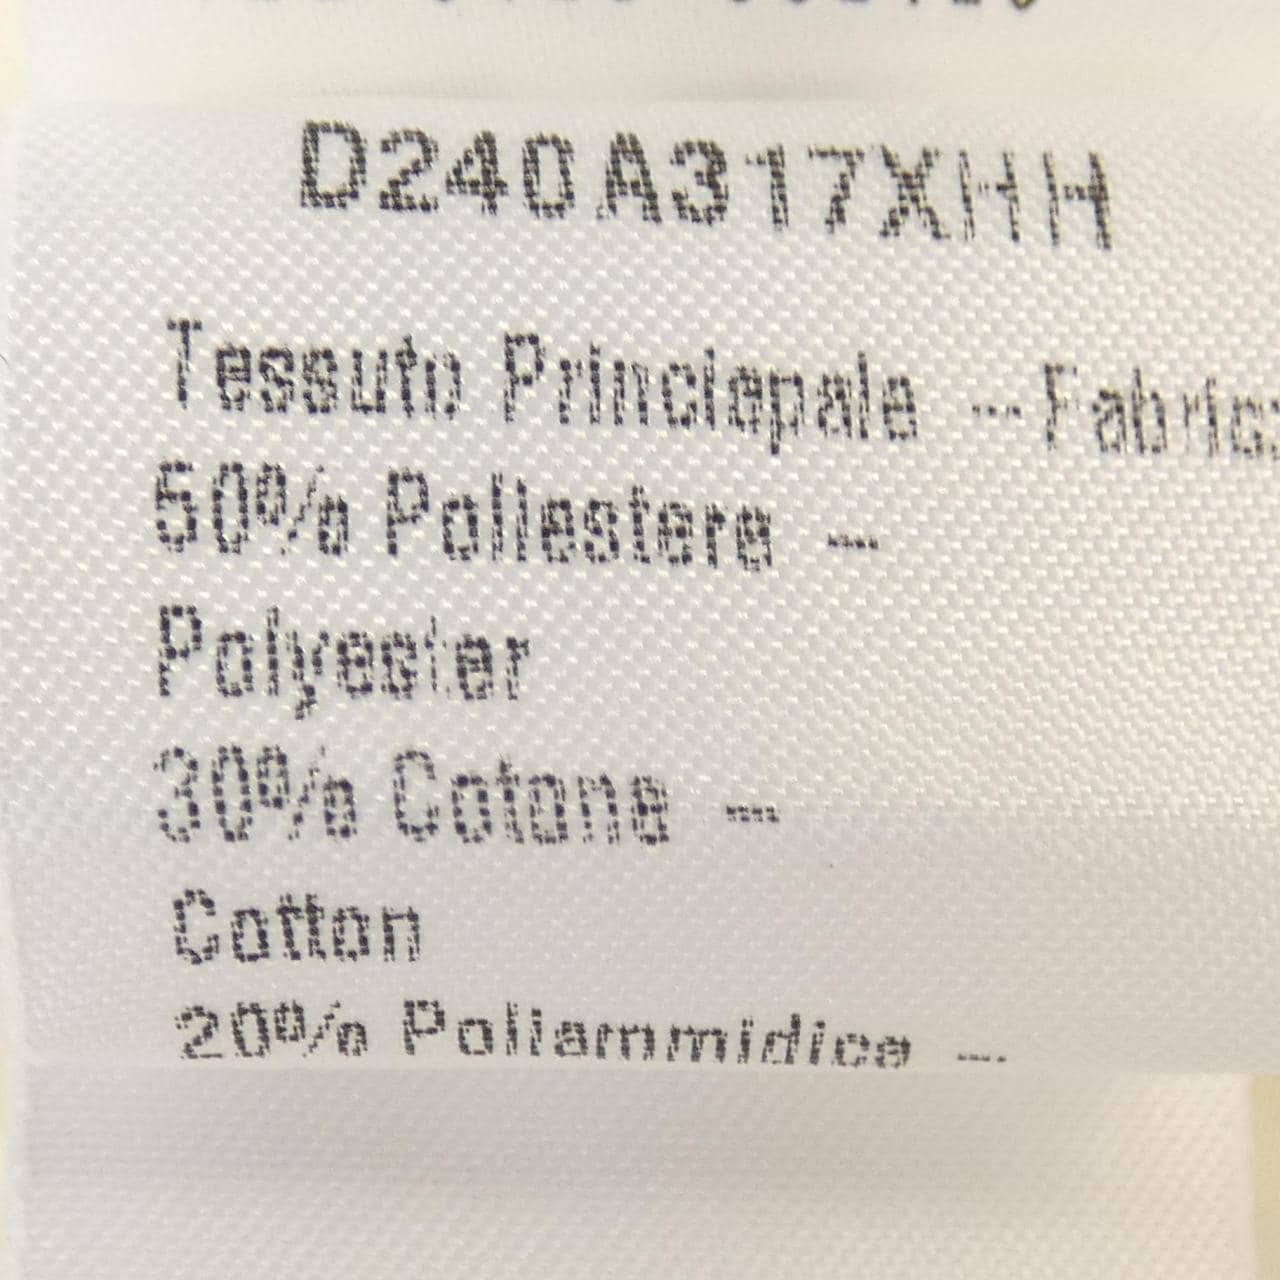 D240A317XHH
Tessuto Principale - Fabric
50% Poliestere -
Polyester
30% Cotone -
Cotton
20% Poliammidica -